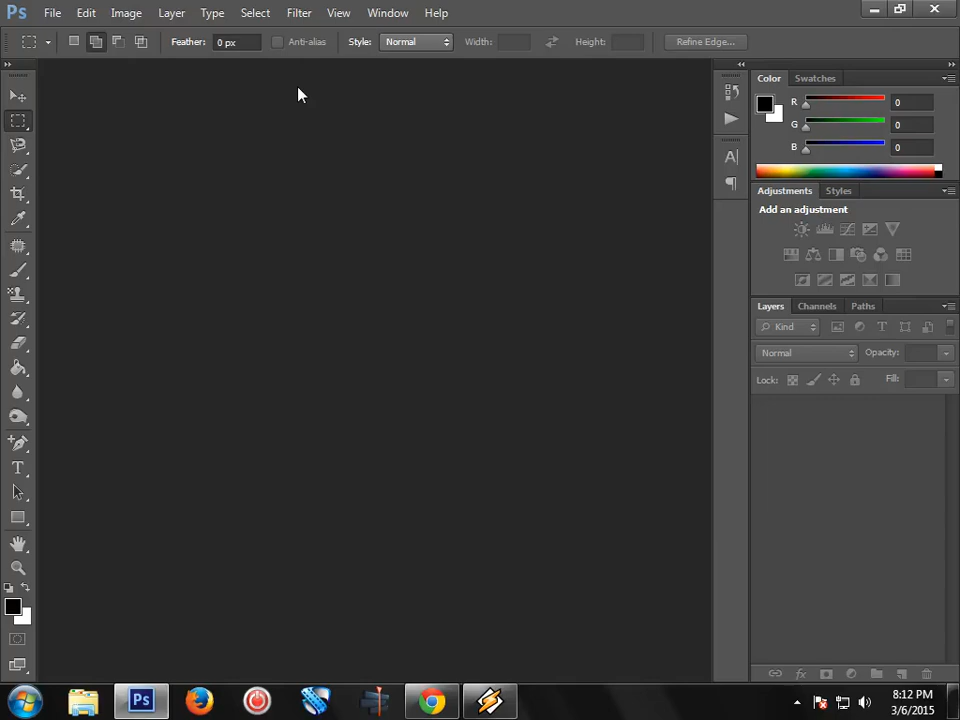 Ps File Edit Image Layer Type Select Filter View Window Help
Feather: 0 px Anti-alias Style: Normal Width: Height: Refine Edge...
Color Swatches
R 0
G 0
B 0
Adjustments Styles
Add an adjustment
Layers Channels Paths
Kind
Normal Opacity:
Lock: Fill:
Ps
8:12 PM
3/6/2015